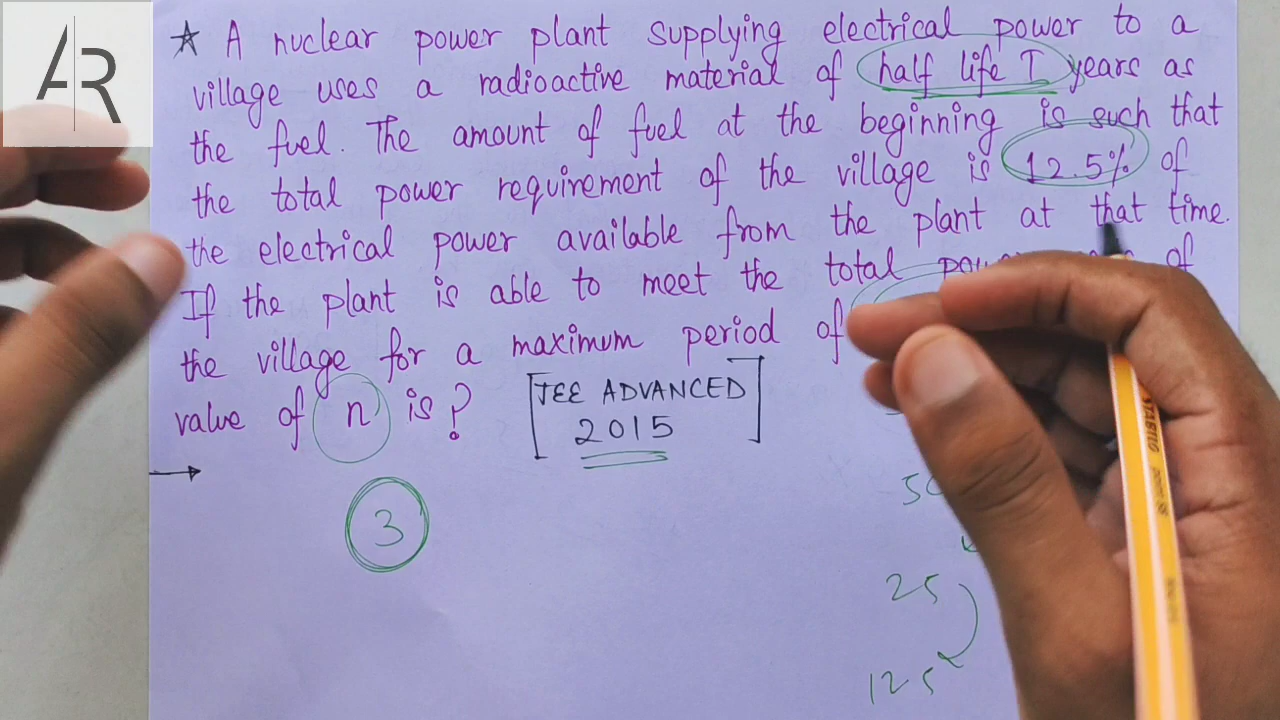 AR
☆ A nuclear power plant supplying electrical power to a
village uses a radioactive material of half life T years as
the fuel. The amount of fuel at the beginning is such that
the total power requirement of the village is 12.5% of
the electrical power available from the plant at that time.
If the plant is able to meet the total of
the village for a maximum period of
value of n is?
[JEE ADVANCED
2015]
→
3
25
12.5